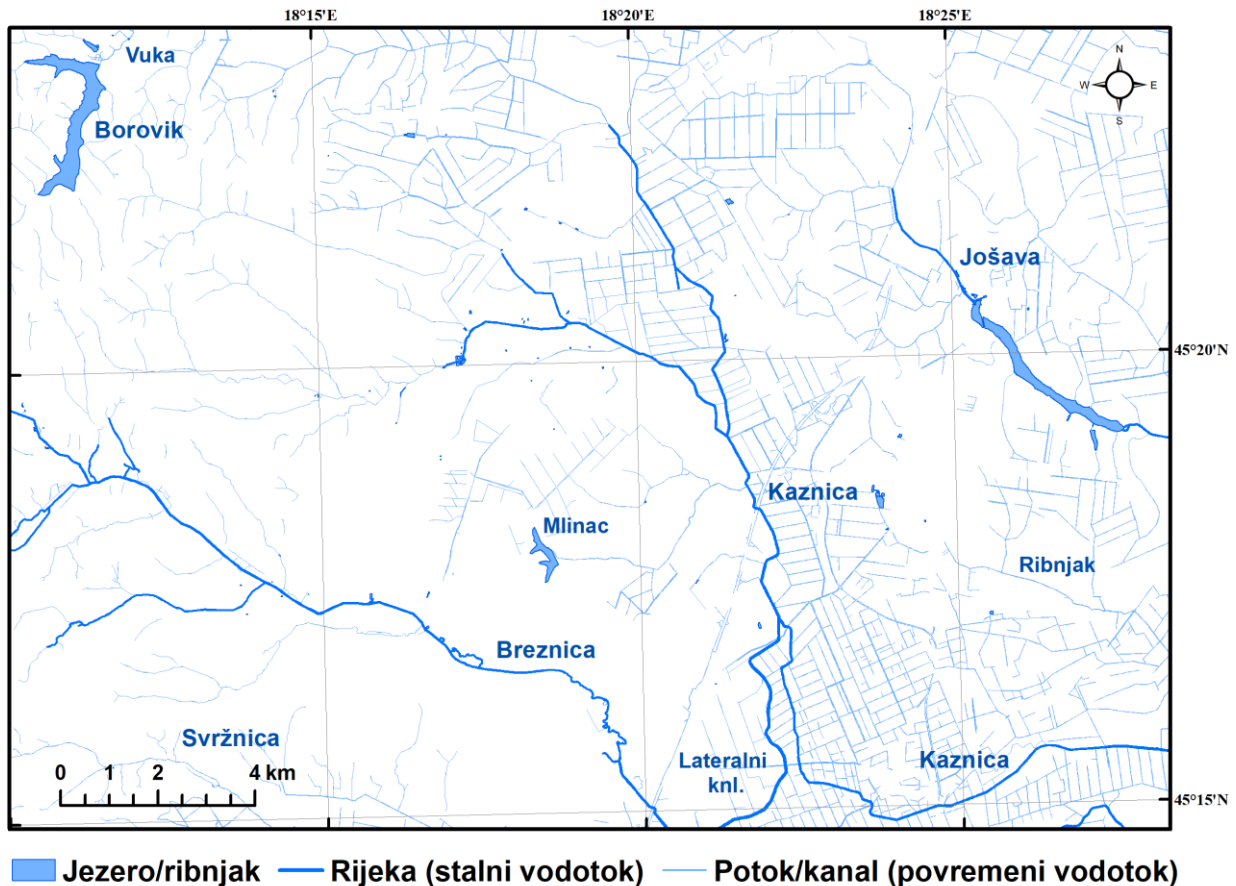 18°15'E 18°20'E 18°25'E
Vuka
N
W E
S
Borovik
Jošava
45°20'N
Kaznica
Mlinac
Ribnjak
Breznica
Svržnica
Lateralni
knl.
Kaznica
0 1 2 4 km
45°15'N
Jezero/ribnjak Rijeka (stalni vodotok) Potok/kanal (povremeni vodotok)